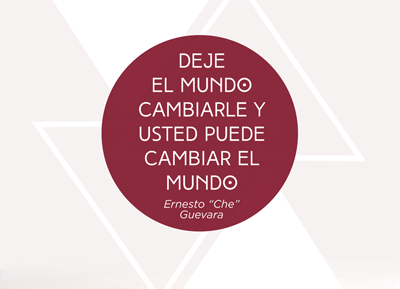 DEJE
EL MUNDO
CAMBIARLE Y
USTED PUEDE
CAMBIAR EL
MUNDO
Ernesto “Che”
Guevara